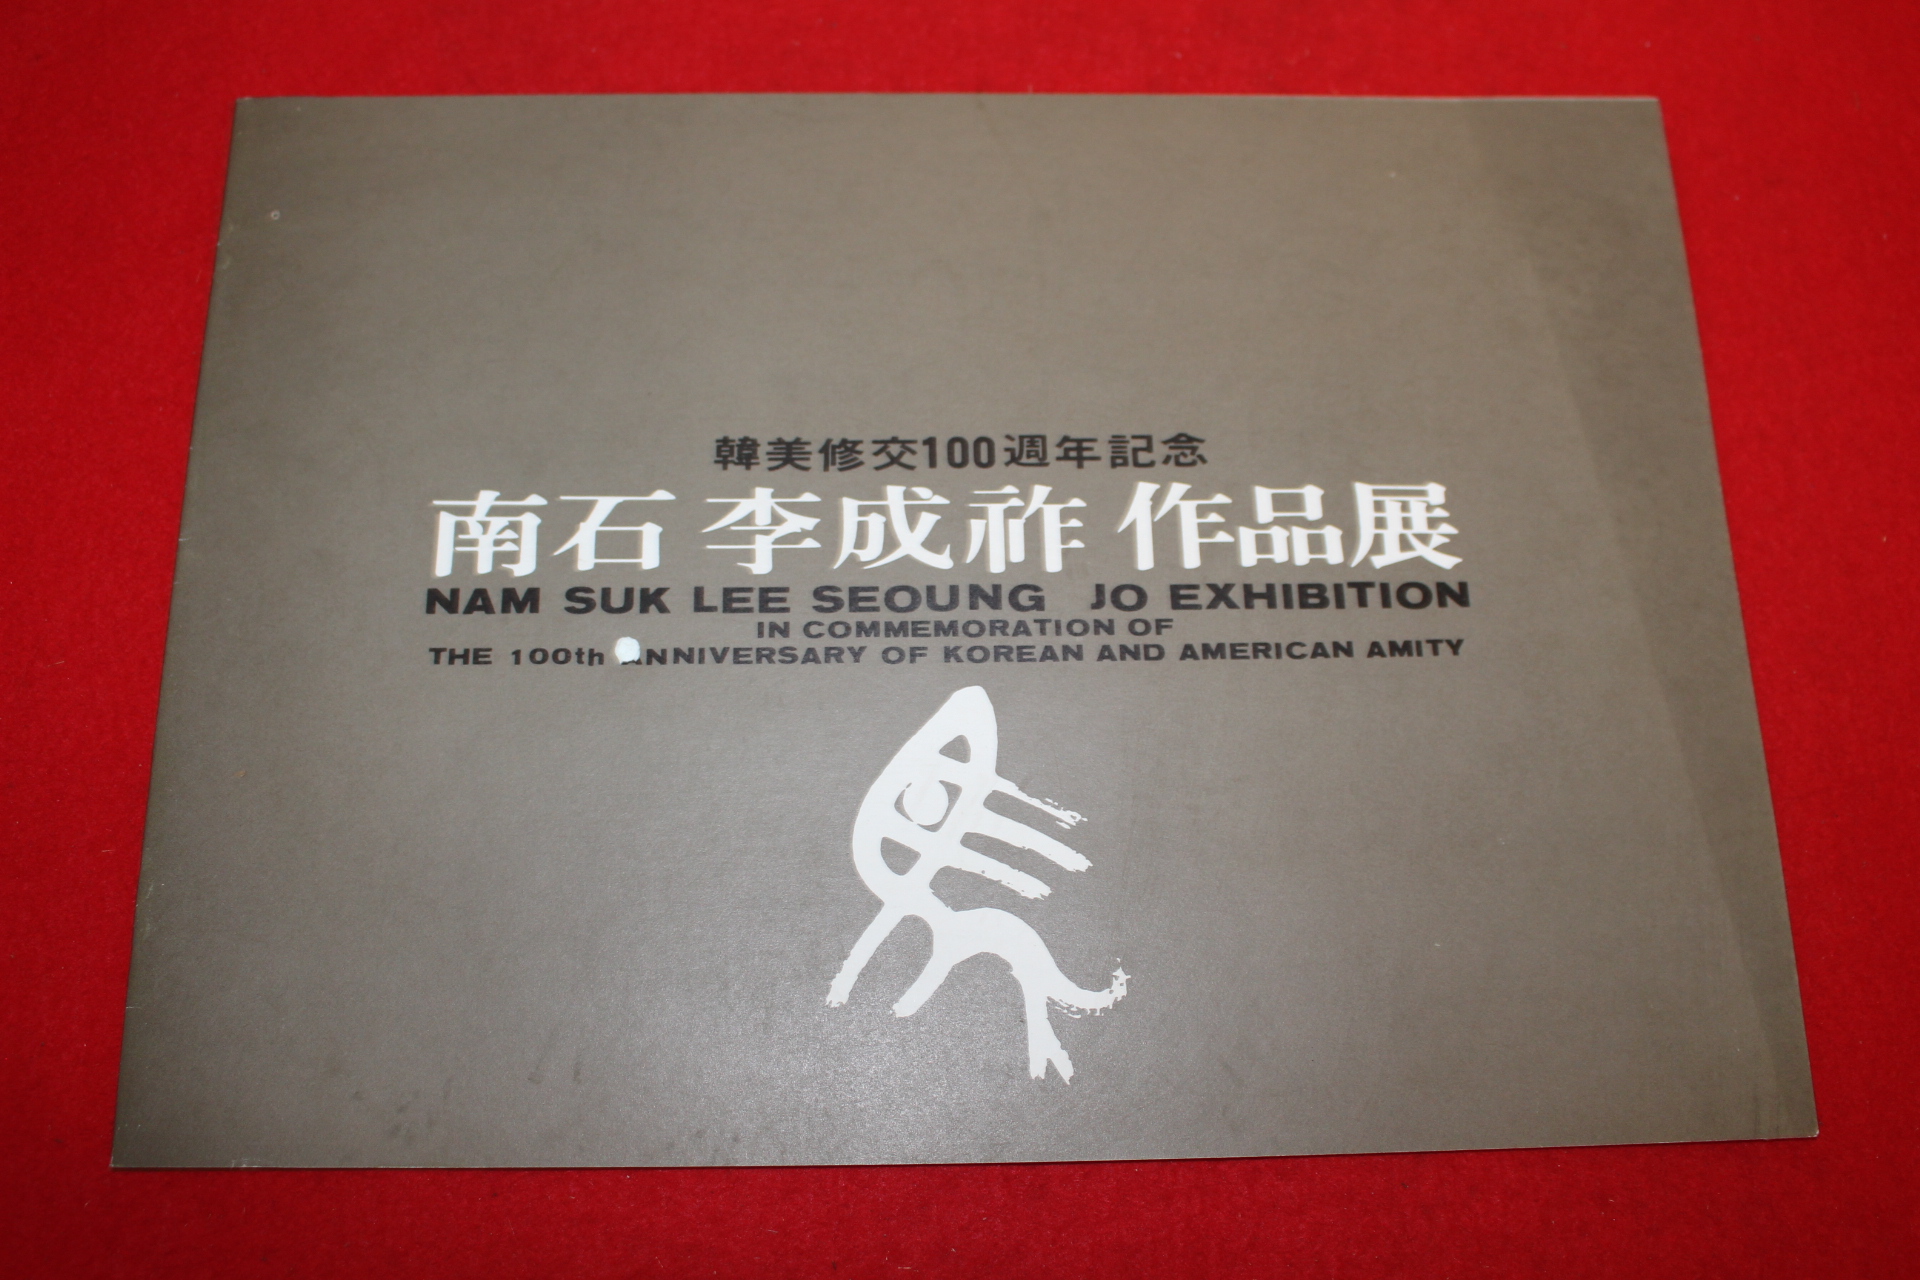 韓美修交100週年記念
南石 李成祚 作品展
NAM SUK LEE SEOUNG JO EXHIBITION
IN COMMEMORATION OF
THE 100th ANNIVERSARY OF KOREAN AND AMERICAN AMITY